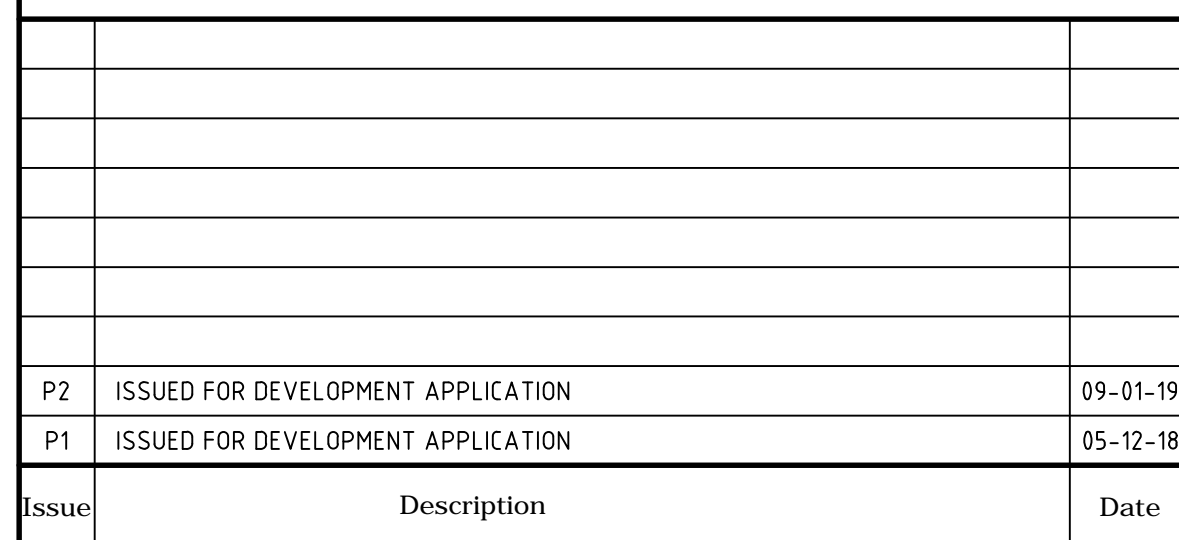 P2 ISSUED FOR DEVELOPMENT APPLICATION 09-01-19
P1 ISSUED FOR DEVELOPMENT APPLICATION 05-12-18
Issue Description Date